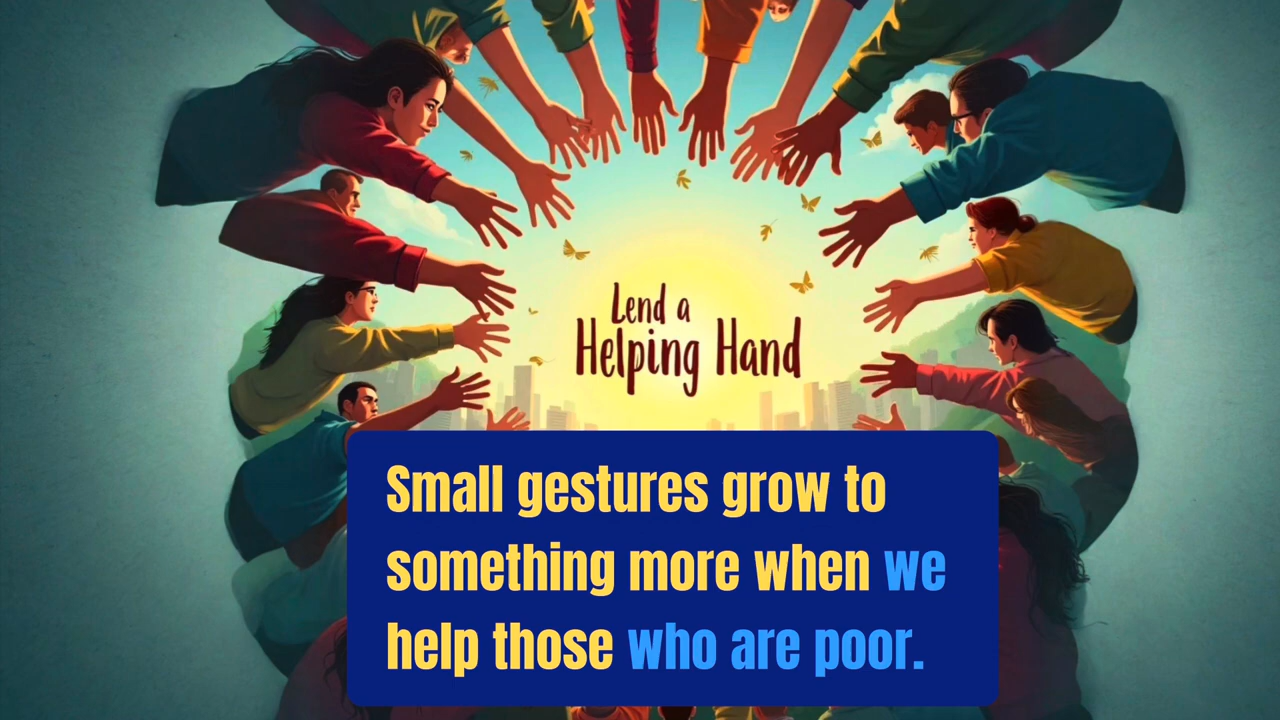 Lend a
Helping Hand
Small gestures grow to
something more when we
help those who are poor.